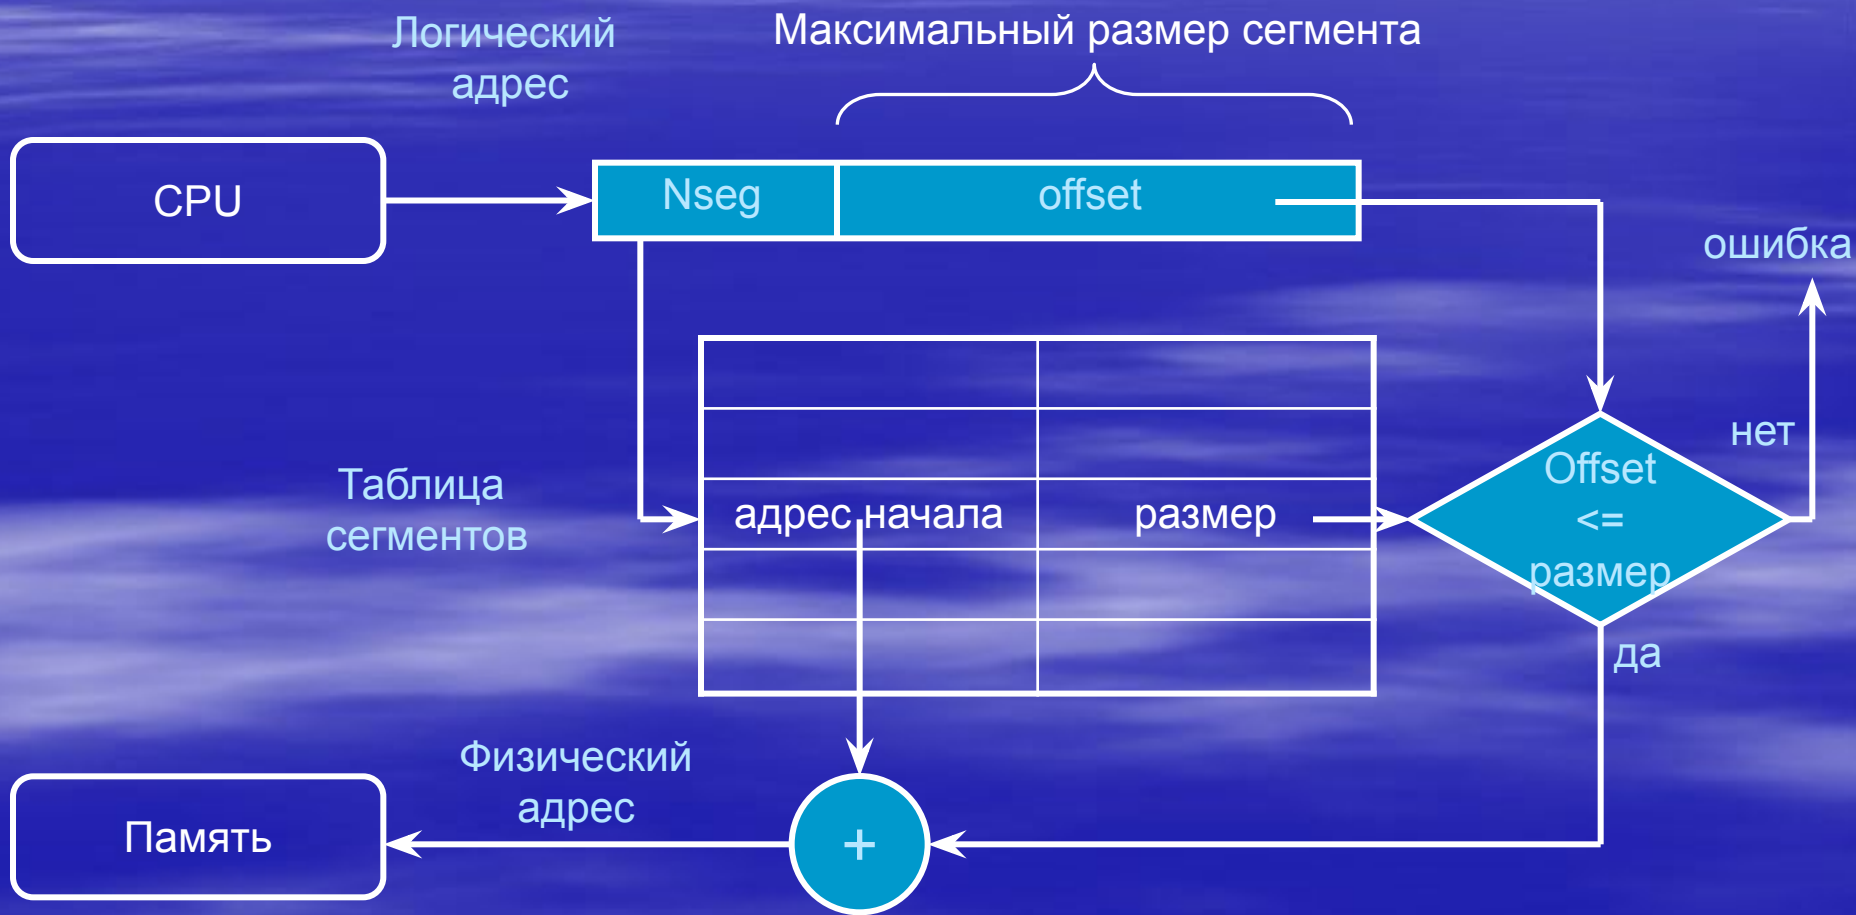 Логический
адрес
Максимальный размер сегмента
CPU
Nseg
offset
ошибка
нет
Таблица
сегментов
адрес начала
размер
Offset
<=
размер
да
Физический
адрес
Память
+